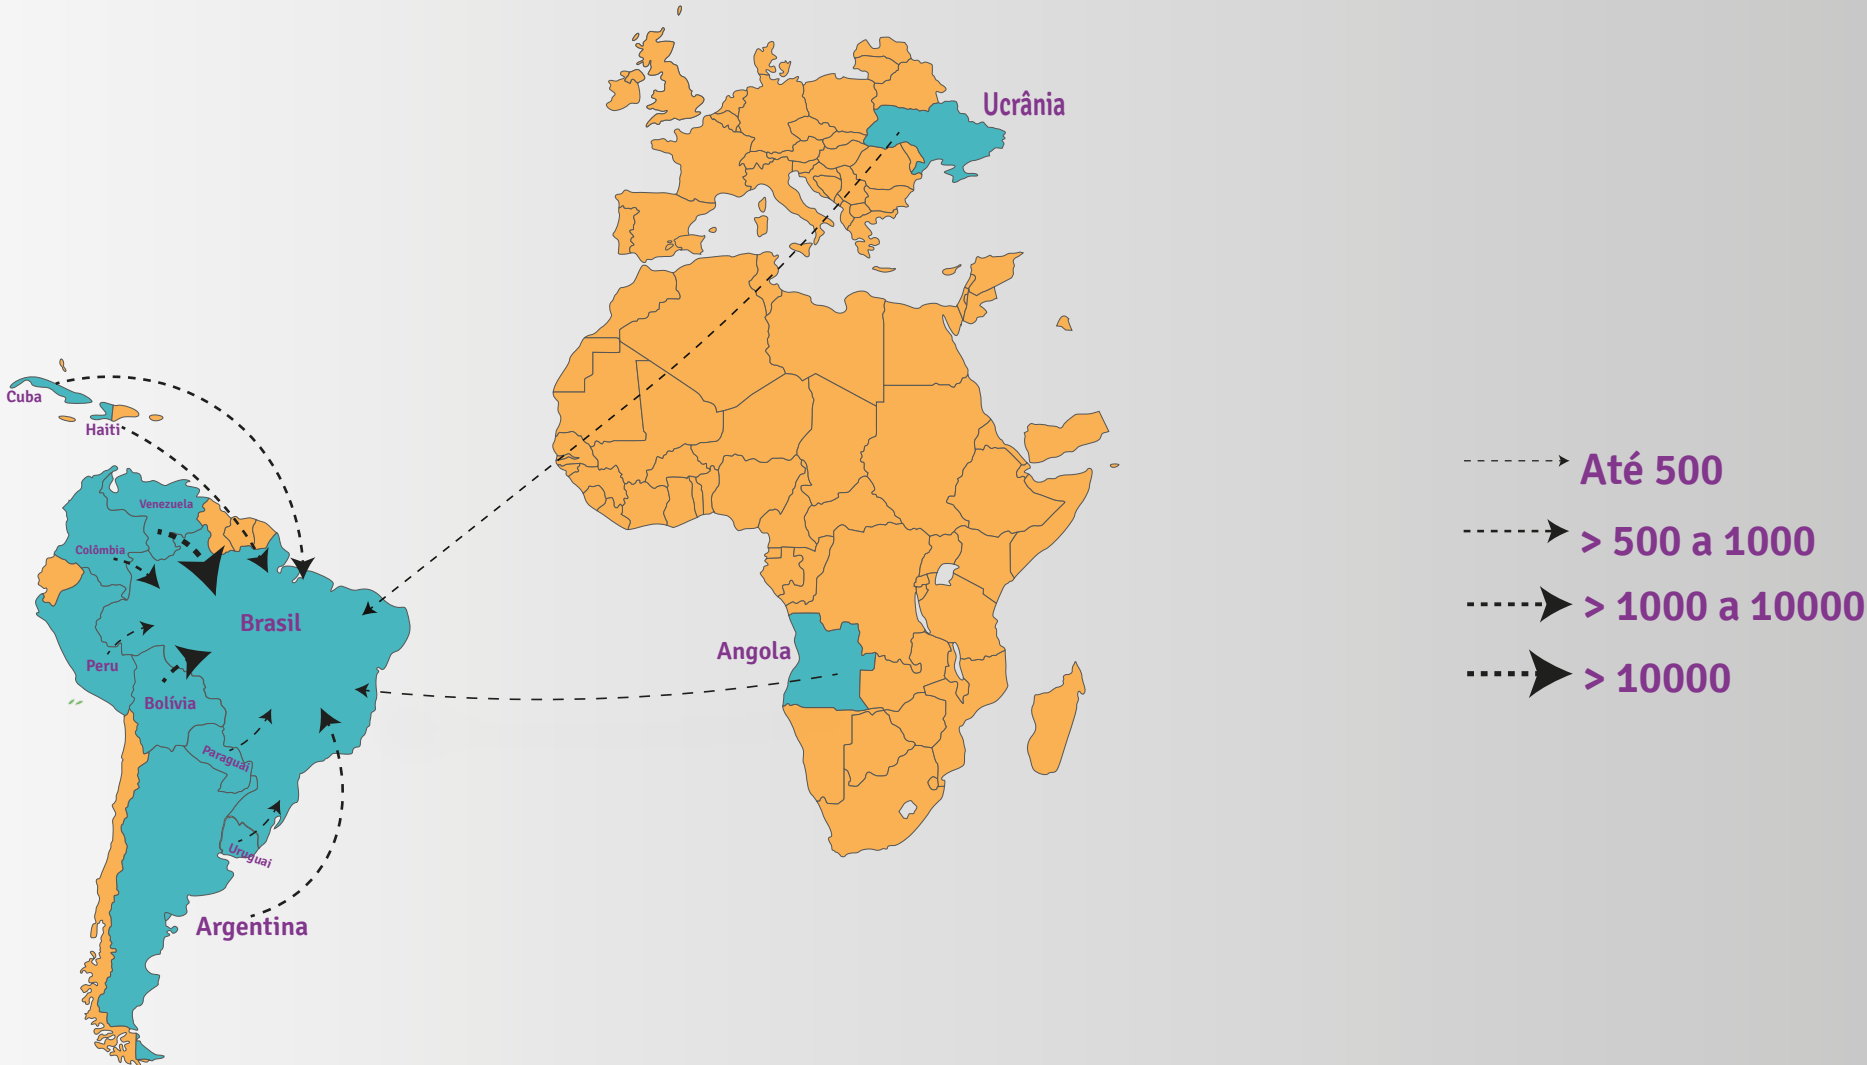 Ucrânia
Cuba
Haiti
Venezuela
Colômbia
Brasil
Peru
Bolívia
Paraguai
Uruguai
Argentina
Angola
Até 500
> 500 a 1000
> 1000 a 10000
> 10000